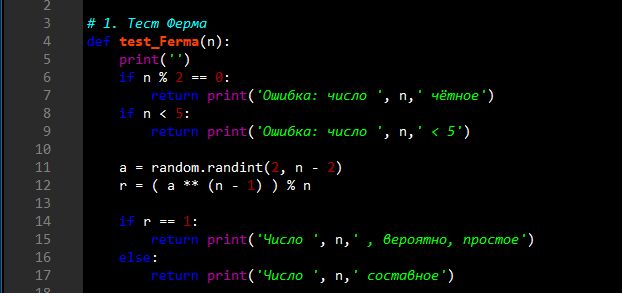 2
3 # 1. Тест Ферма
4 def test_Ferma(n):
5 print('')
6 if n % 2 == 0:
7 return print('Ошибка: число ', n,' чётное')
8 if n < 5:
9 return print('Ошибка: число ', n,' < 5')
10
11 a = random.randint(2, n - 2)
12 r = ( a ** (n - 1) ) % n
13
14 if r == 1:
15 return print('Число ', n,' , вероятно, простое')
16 else:
17 return print('Число ', n,' составное')
18